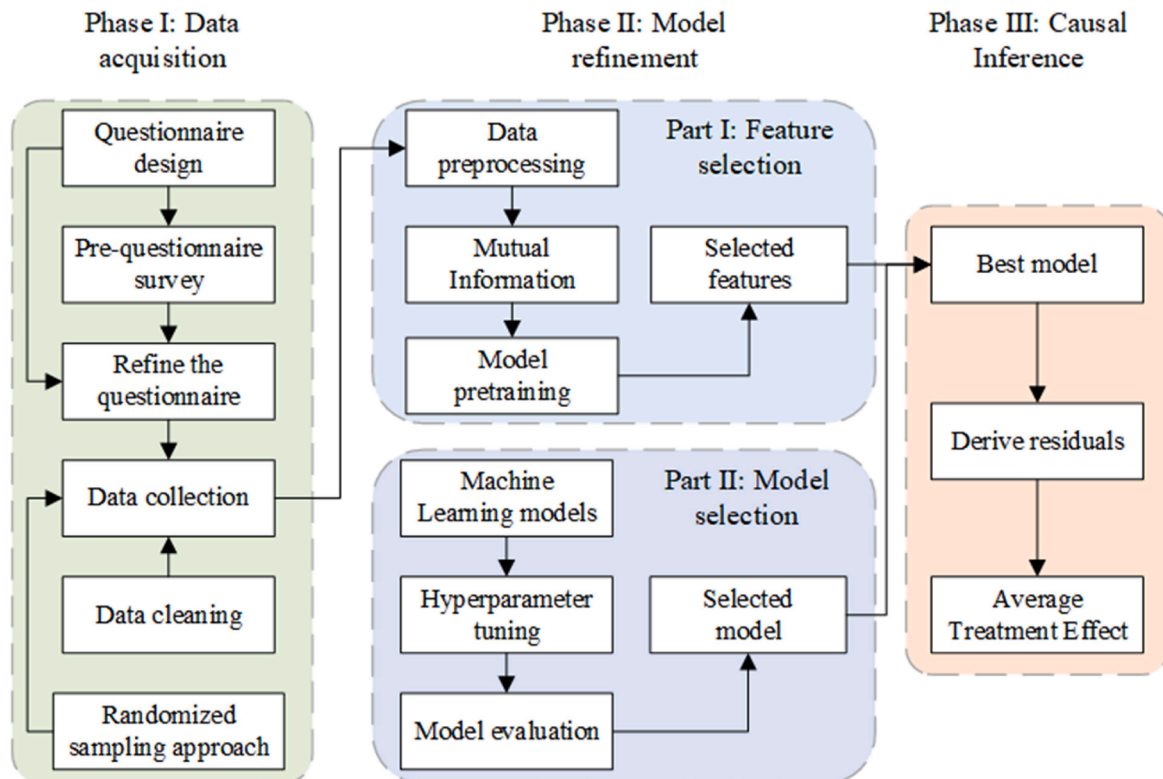 Phase I: Data
acquisition
Questionnaire
design
Pre-questionnaire
survey
Refine the
questionnaire
Data collection
Data cleaning
Randomized
sampling approach
Phase II: Model
refinement
Part I: Feature
selection
Data
preprocessing
Mutual
Information
Model
pretraining
Selected
features
Part II: Model
selection
Machine
Learning models
Hyperparameter
tuning
Model evaluation
Selected
model
Phase III: Causal
Inference
Best model
Derive residuals
Average
Treatment Effect